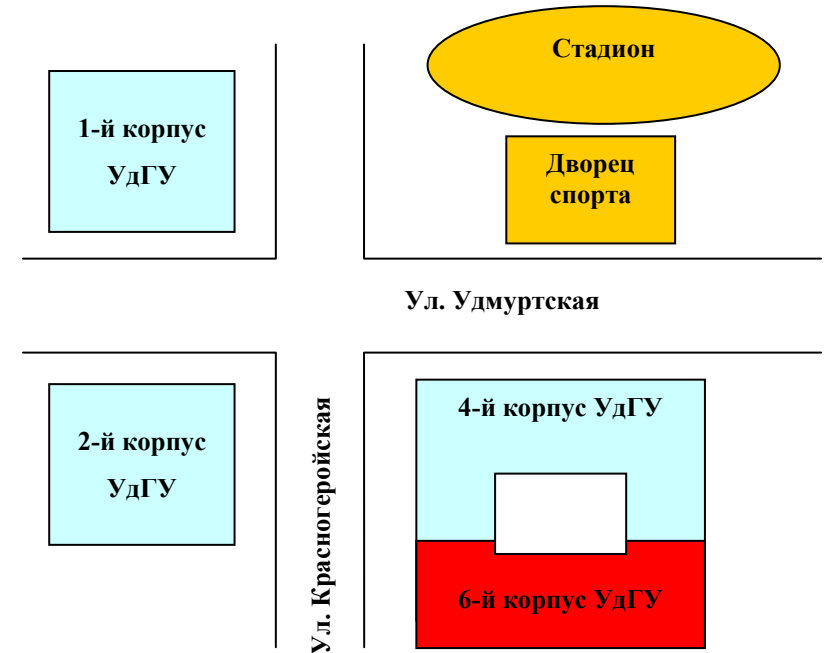 Стадион
1-й корпус
УдГУ
Дворец
спорта
Ул. Удмуртская
2-й корпус
УдГУ
Ул. Красногеройская
4-й корпус УдГУ
6-й корпус УдГУ